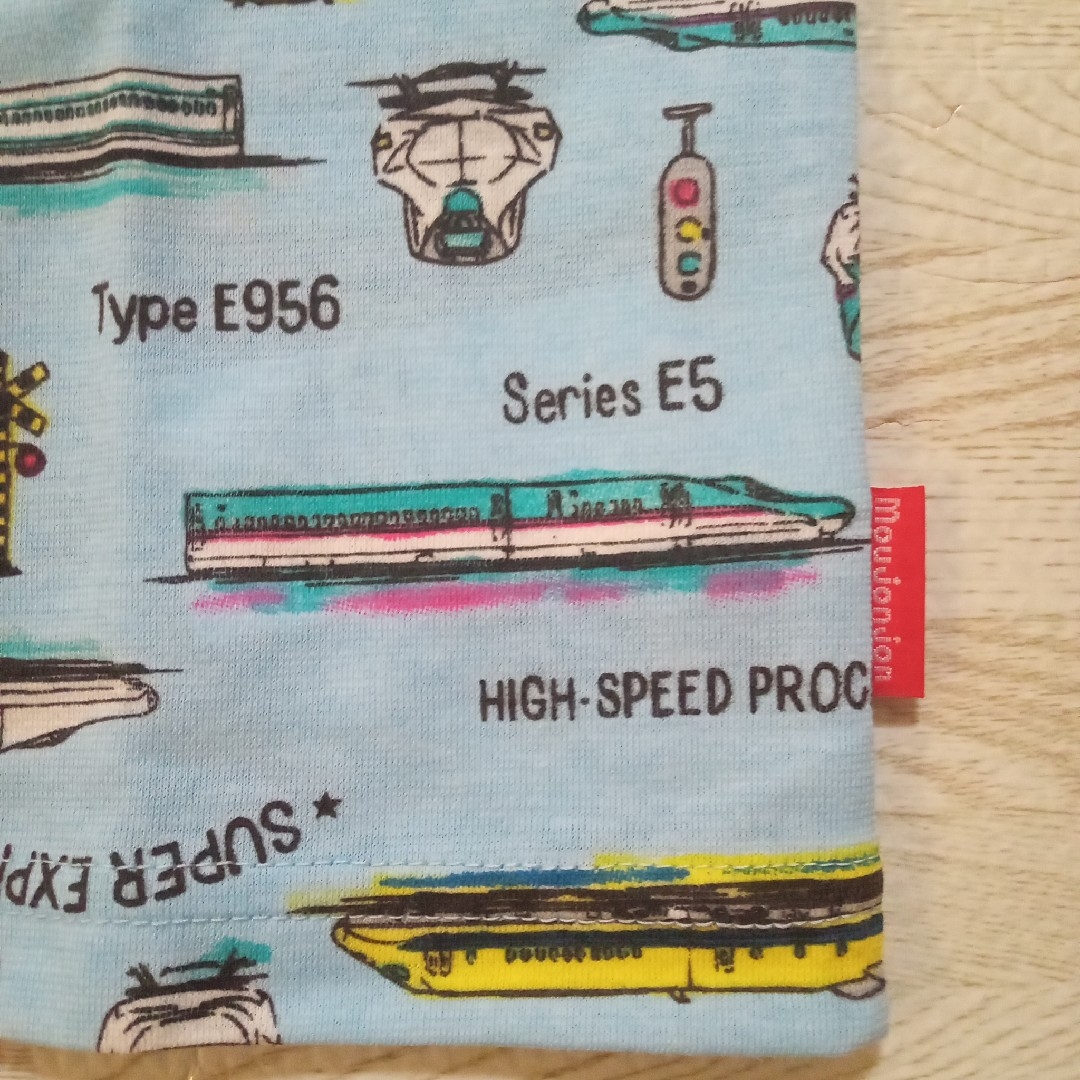 Type E956
Series E5
Moujonjon
HIGH-SPEED PROC
SUPER EXP